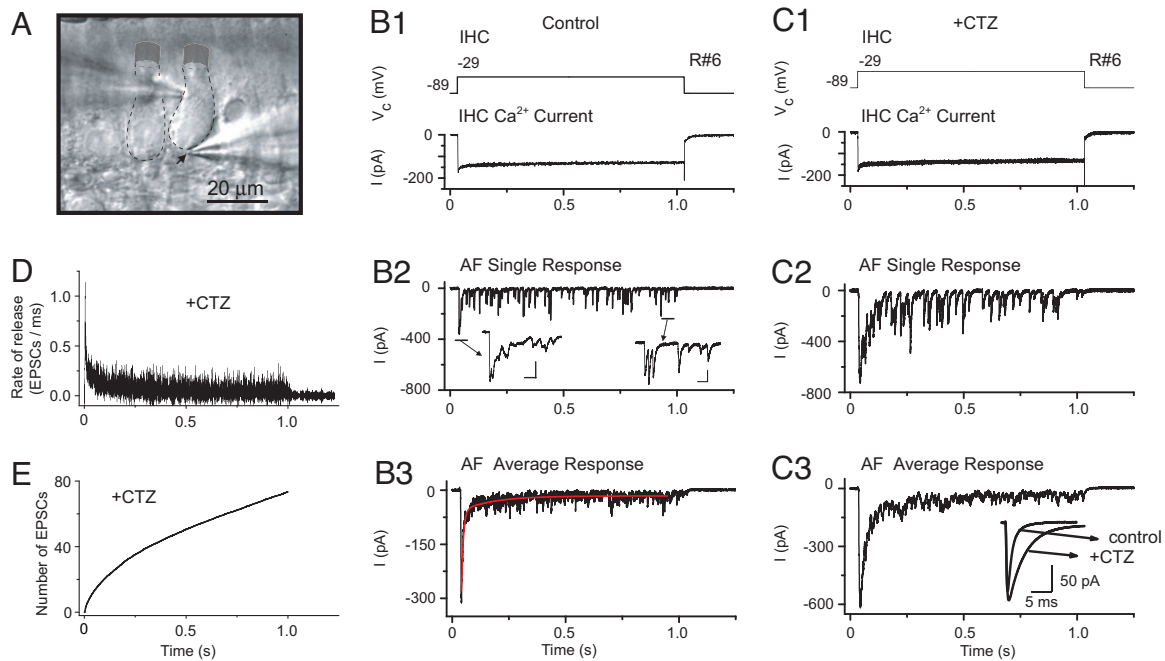 A
20 μm
B1
Control
IHC
-29
R#6
-89
Vc (mV)
IHC Ca2+ Current
0
-200
I (pA)
0
0.5
1.0
C1
+CTZ
IHC
-29
R#6
-89
Vc (mV)
IHC Ca2+ Current
0
-200
I (pA)
0
0.5
1.0
D
+CTZ
1.0
0.5
0.0
Rate of release
(EPSCs / ms)
0
0.5
1.0
B2
AF Single Response
0
-400
-800
I (pA)
0
0.5
1.0
C2
AF Single Response
0
-400
-800
I (pA)
0
0.5
1.0
E
+CTZ
80
40
0
Number of EPSCs
0
0.5
1.0
Time (s)
B3
AF Average Response
0
-150
-300
I (pA)
0
0.5
1.0
Time (s)
C3
AF Average Response
0
-300
-600
I (pA)
control
+CTZ
50 pA
5 ms
0
0.5
1.0
Time (s)